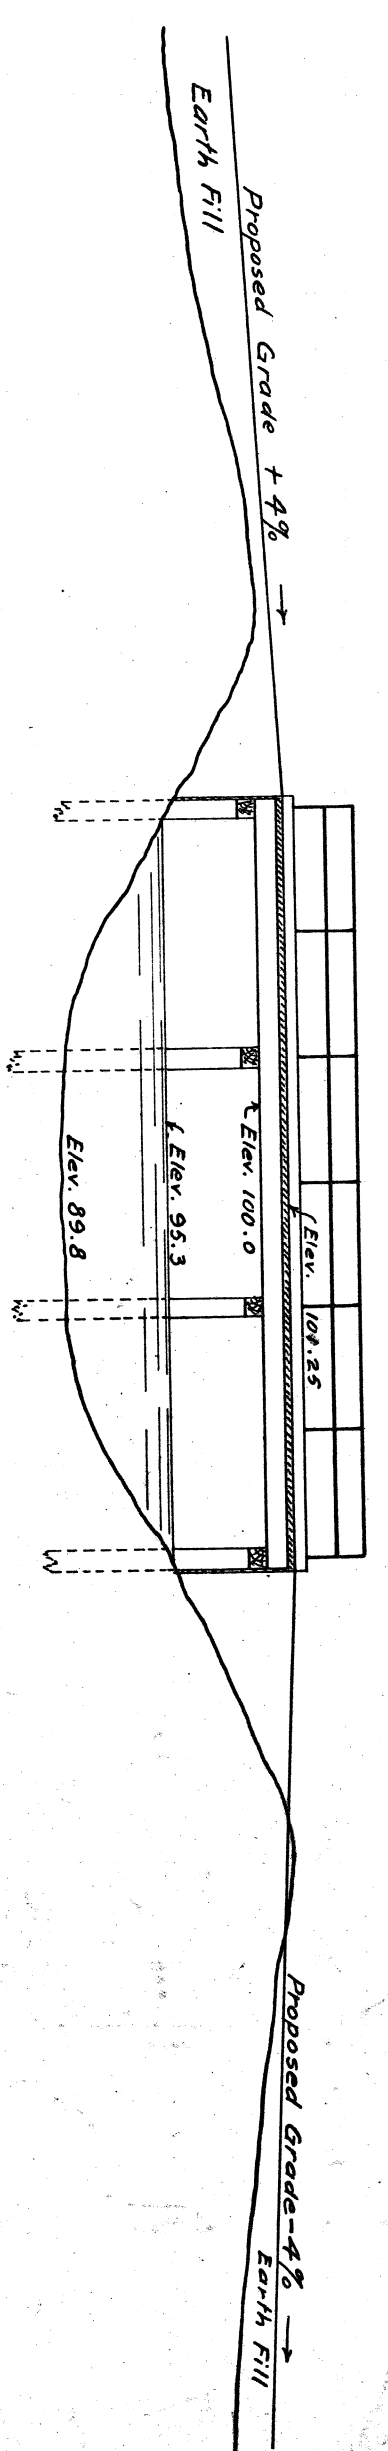 Earth Fill
Proposed Grade + 4% →
Elev. 101.25
Elev. 100.0
Elev. 95.3
Elev. 89.8
Proposed Grade-4% →
Earth Fill